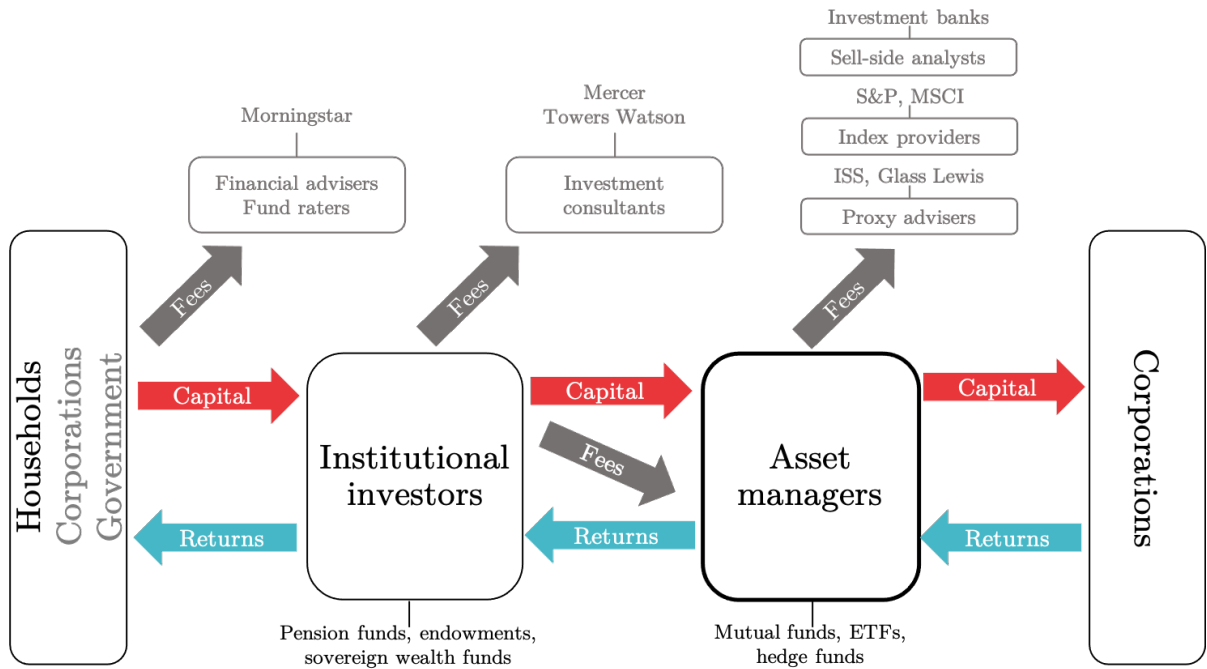 Investment banks
Sell-side analysts
S&P, MSCI
Index providers
ISS, Glass Lewis
Proxy advisers
Mercer
Towers Watson
Investment
consultants
Morningstar
Financial advisers
Fund raters
Fees
Fees
Fees
Households
Corporations
Government
Capital
Returns
Institutional
investors
Pension funds, endowments,
sovereign wealth funds
Capital
Fees
Returns
Asset
managers
Mutual funds, ETFs,
hedge funds
Capital
Returns
Corporations